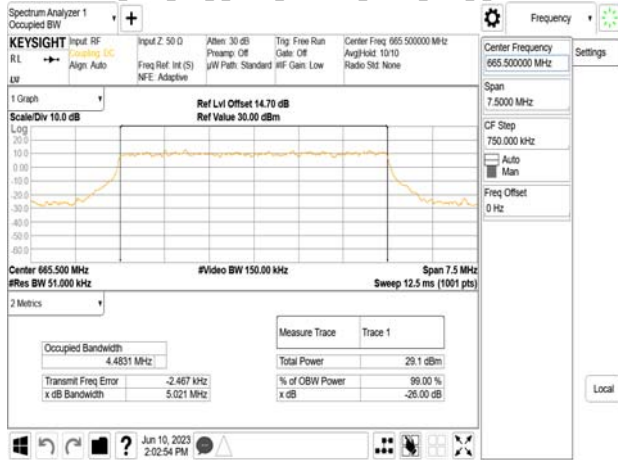 Spectrum Analyzer 1
Occupied BW
+
Frequency
KEYSIGHT
RL
LXI
Input: RF
Coupling: DC
Align: Auto
Input Z: 50 Ω
Freq Ref: Int (S)
NFE: Adaptive
Atten: 30 dB
Preamp: Off
µW Path: Standard
Trig: Free Run
Gate: Off
#IF Gain: Low
Center Freq: 665.500000 MHz
Avg|Hold: 10/10
Radio Std: None
Center Frequency
665.500000 MHz
Settings
Span
7.5000 MHz
CF Step
750.000 kHz
Auto
Man
Freq Offset
0 Hz
Local
1 Graph
Scale/Div 10.0 dB
Ref Lvl Offset 14.70 dB
Ref Value 30.00 dBm
Log
20.0
10.0
0.00
-10.0
-20.0
-30.0
-40.0
-50.0
-60.0
Center 665.500 MHz
#Video BW 150.00 kHz
Span 7.5 MHz
#Res BW 51.000 kHz
Sweep 12.5 ms (1001 pts)
2 Metrics
Measure Trace
Trace 1
Occupied Bandwidth
4.4831 MHz
Total Power
29.1 dBm
Transmit Freq Error
-2.467 kHz
% of OBW Power
99.00 %
x dB Bandwidth
5.021 MHz
x dB
-26.00 dB
?
Jun 10, 2023
2:02:54 PM